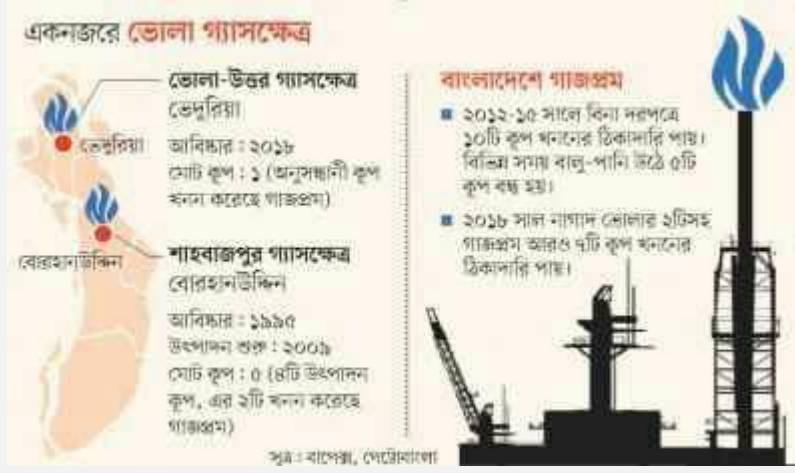 একনজরে ভোলা গ্যাসক্ষেত্র
ভোলা-উত্তর গ্যাসক্ষেত্র
ভেদুরিয়া
ভেদুরিয়া
আবিষ্কার : ২০১৮
মোট কূপ : ১ (অনুসন্ধানী কূপ
খনন করেছে গাজপ্রম)
বোরহানউদ্দিন
শাহবাজপুর গ্যাসক্ষেত্র
বোরহানউদ্দিন
আবিষ্কার : ১৯৯৫
উৎপাদন শুরু : ২০০৯
মোট কূপ : ৫ (৪টি উৎপাদন
কূপ, এর ২টি খনন করেছে
গাজপ্রম)
বাংলাদেশে গাজপ্রম
২০১২-১৫ সালে বিনা দরপত্রে
১০টি কূপ খননের ঠিকাদারি পায়।
বিভিন্ন সময় বালু-পানি উঠে ৫টি
কূপ বন্ধ হয়।
২০১৮ সাল নাগাদ ভোলার ২টিসহ
গাজপ্রম আরও ৭টি কূপ খননের
ঠিকাদারি পায়।
সূত্র : বাপেক্স, পেট্রোবাংলা